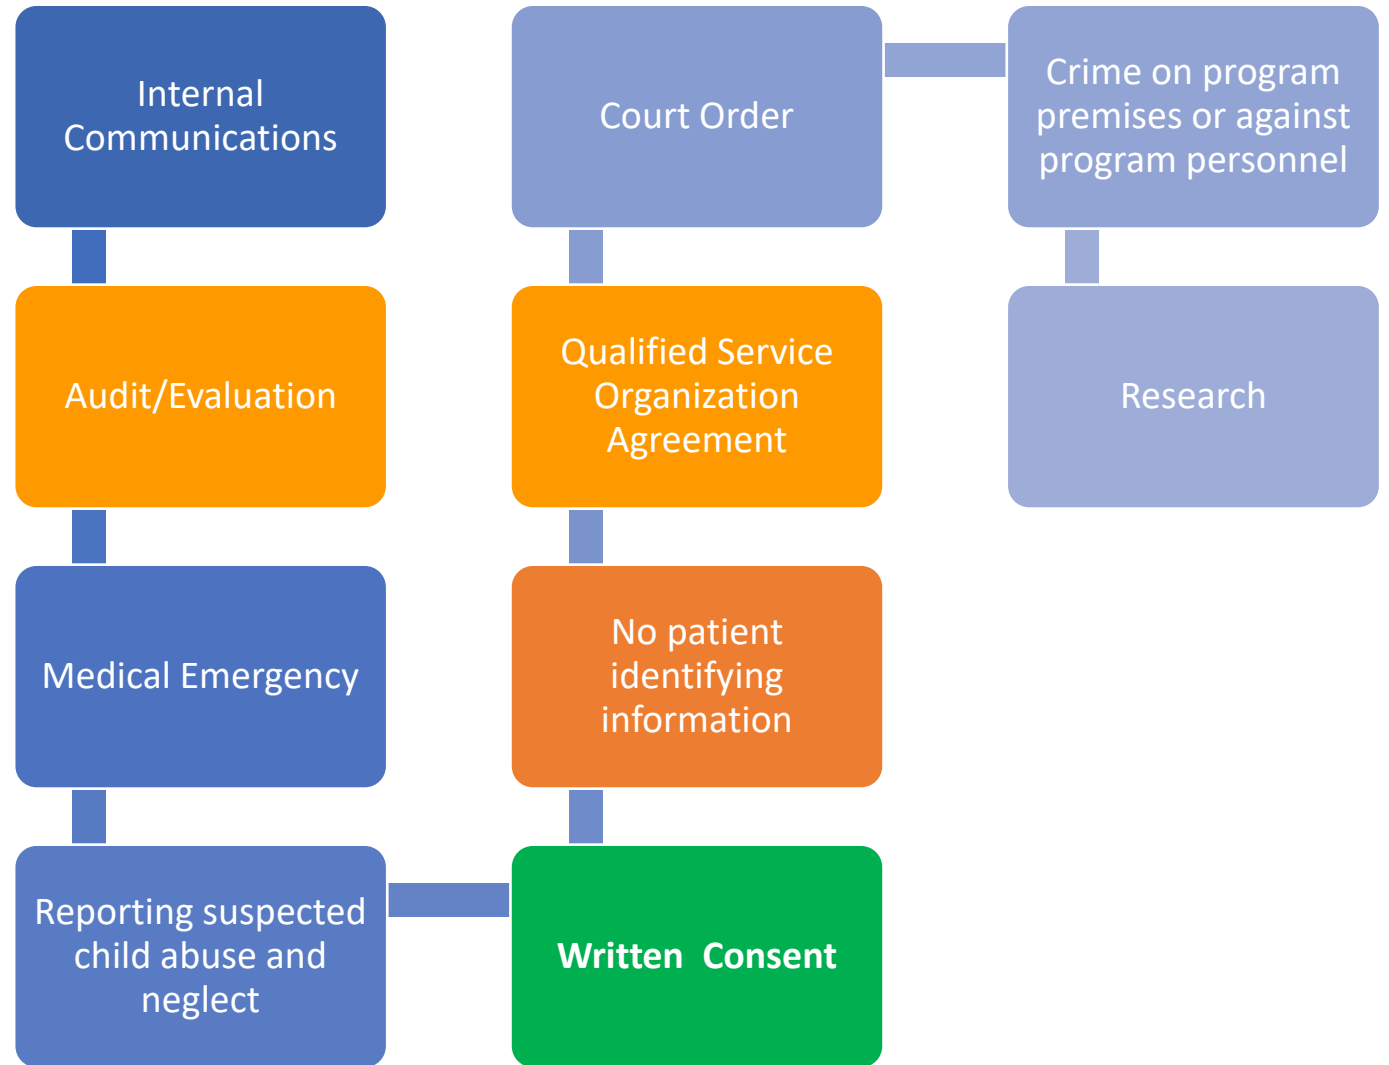 Internal
Communications
Audit/Evaluation
Medical Emergency
Reporting suspected
child abuse and
neglect
Written  Consent
No patient
identifying
information
Qualified Service
Organization
Agreement
Court Order
Crime on program
premises or against
program personnel
Research